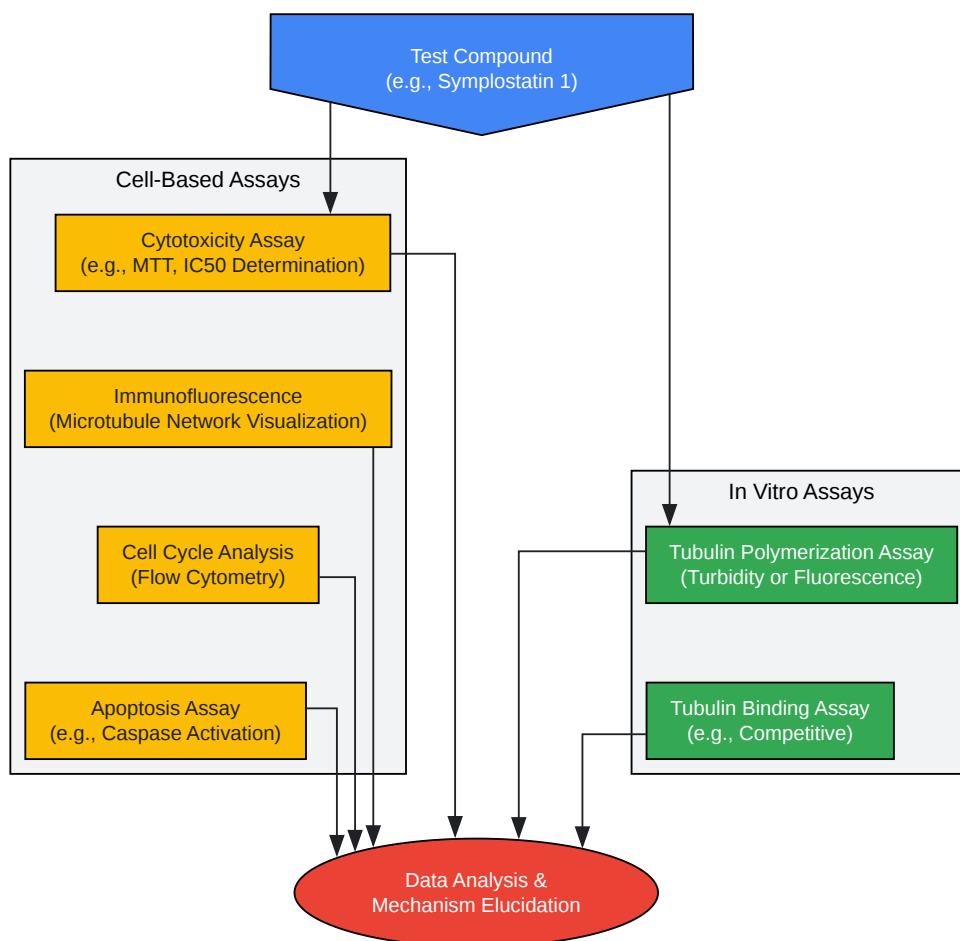 Test Compound
(e.g., Symplostatin 1)
Cell-Based Assays
Cytotoxicity Assay
(e.g., MTT, IC50 Determination)
Immunofluorescence
(Microtubule Network Visualization)
Cell Cycle Analysis
(Flow Cytometry)
Apoptosis Assay
(e.g., Caspase Activation)
In Vitro Assays
Tubulin Polymerization Assay
(Turbidity or Fluorescence)
Tubulin Binding Assay
(e.g., Competitive)
Data Analysis &
Mechanism Elucidation